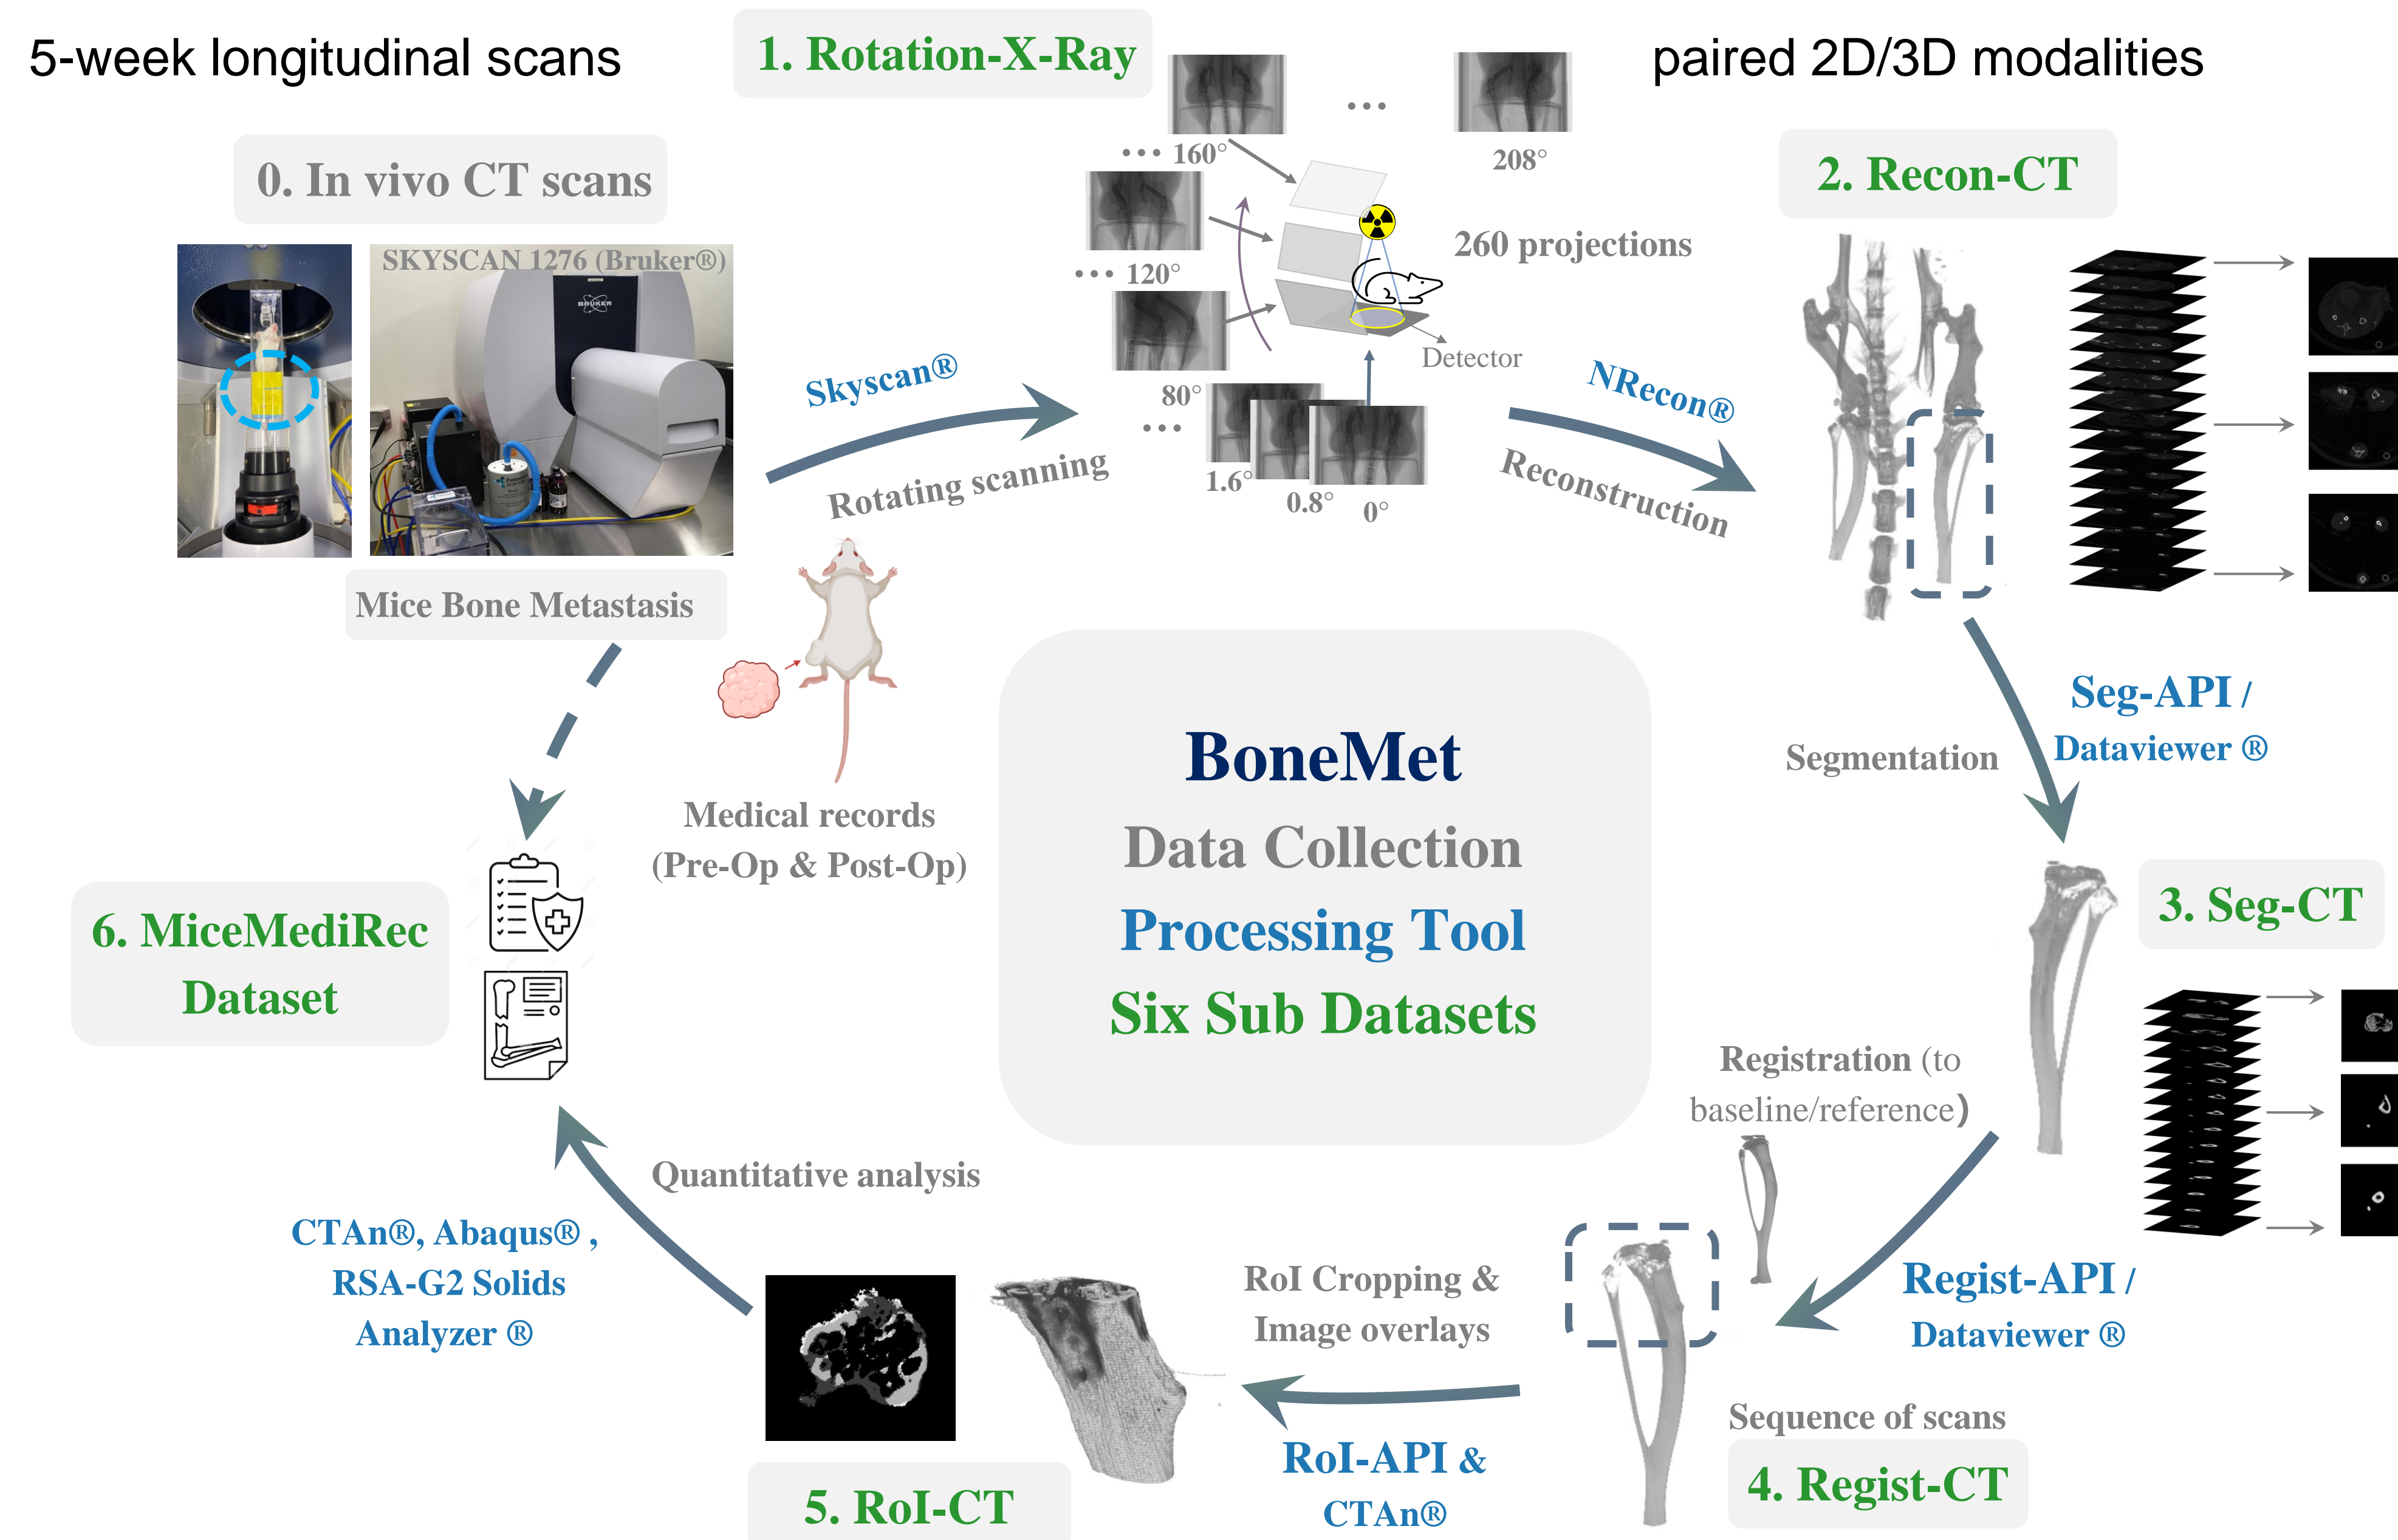 5-week longitudinal scans
1. Rotation-X-Ray
paired 2D/3D modalities
0. In vivo CT scans
SKYSCAN 1276 (Bruker®)
BRUKER
Mice Bone Metastasis
Skyscan®
Rotating scanning
••• 160°
•••
208°
••• 120°
260 projections
Detector
80°
•••
1.6°
0.8°
0°
NRecon®
Reconstruction
2. Recon-CT
Seg-API /
Dataviewer ®
Segmentation
3. Seg-CT
Medical records
(Pre-Op & Post-Op)
BoneMet
Data Collection
Processing Tool
Six Sub Datasets
6. MiceMediRec
Dataset
Registration (to
baseline/reference)
Regist-API /
Dataviewer ®
Sequence of scans
4. Regist-CT
RoI Cropping &
Image overlays
RoI-API &
CTAn®
5. RoI-CT
Quantitative analysis
CTAn®, Abaqus® ,
RSA-G2 Solids
Analyzer ®